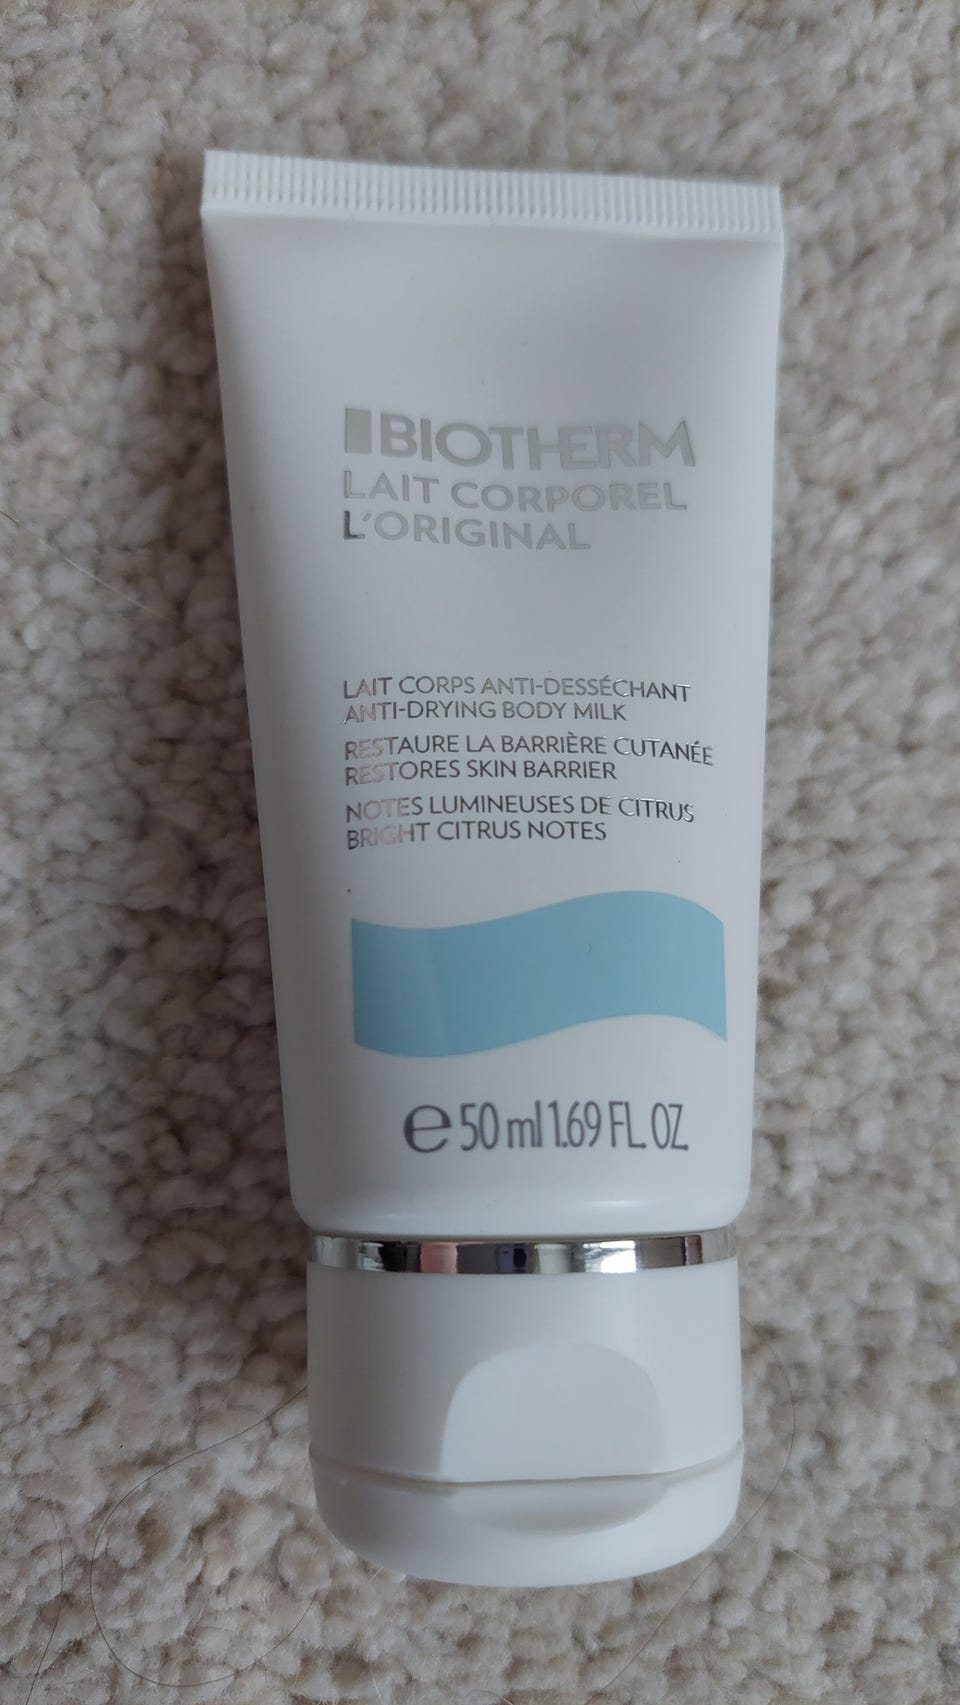 BIOTHERM
LAIT CORPOREL
L'ORIGINAL
LAIT CORPS ANTI-DESSÉCHANT
ANTI-DRYING BODY MILK
RESTAURE LA BARRIÈRE CUTANÉE
RESTORES SKIN BARRIER
NOTES LUMINEUSES DE CITRUS
BRIGHT CITRUS NOTES
℮ 50 ml 1.69 FL. OZ.